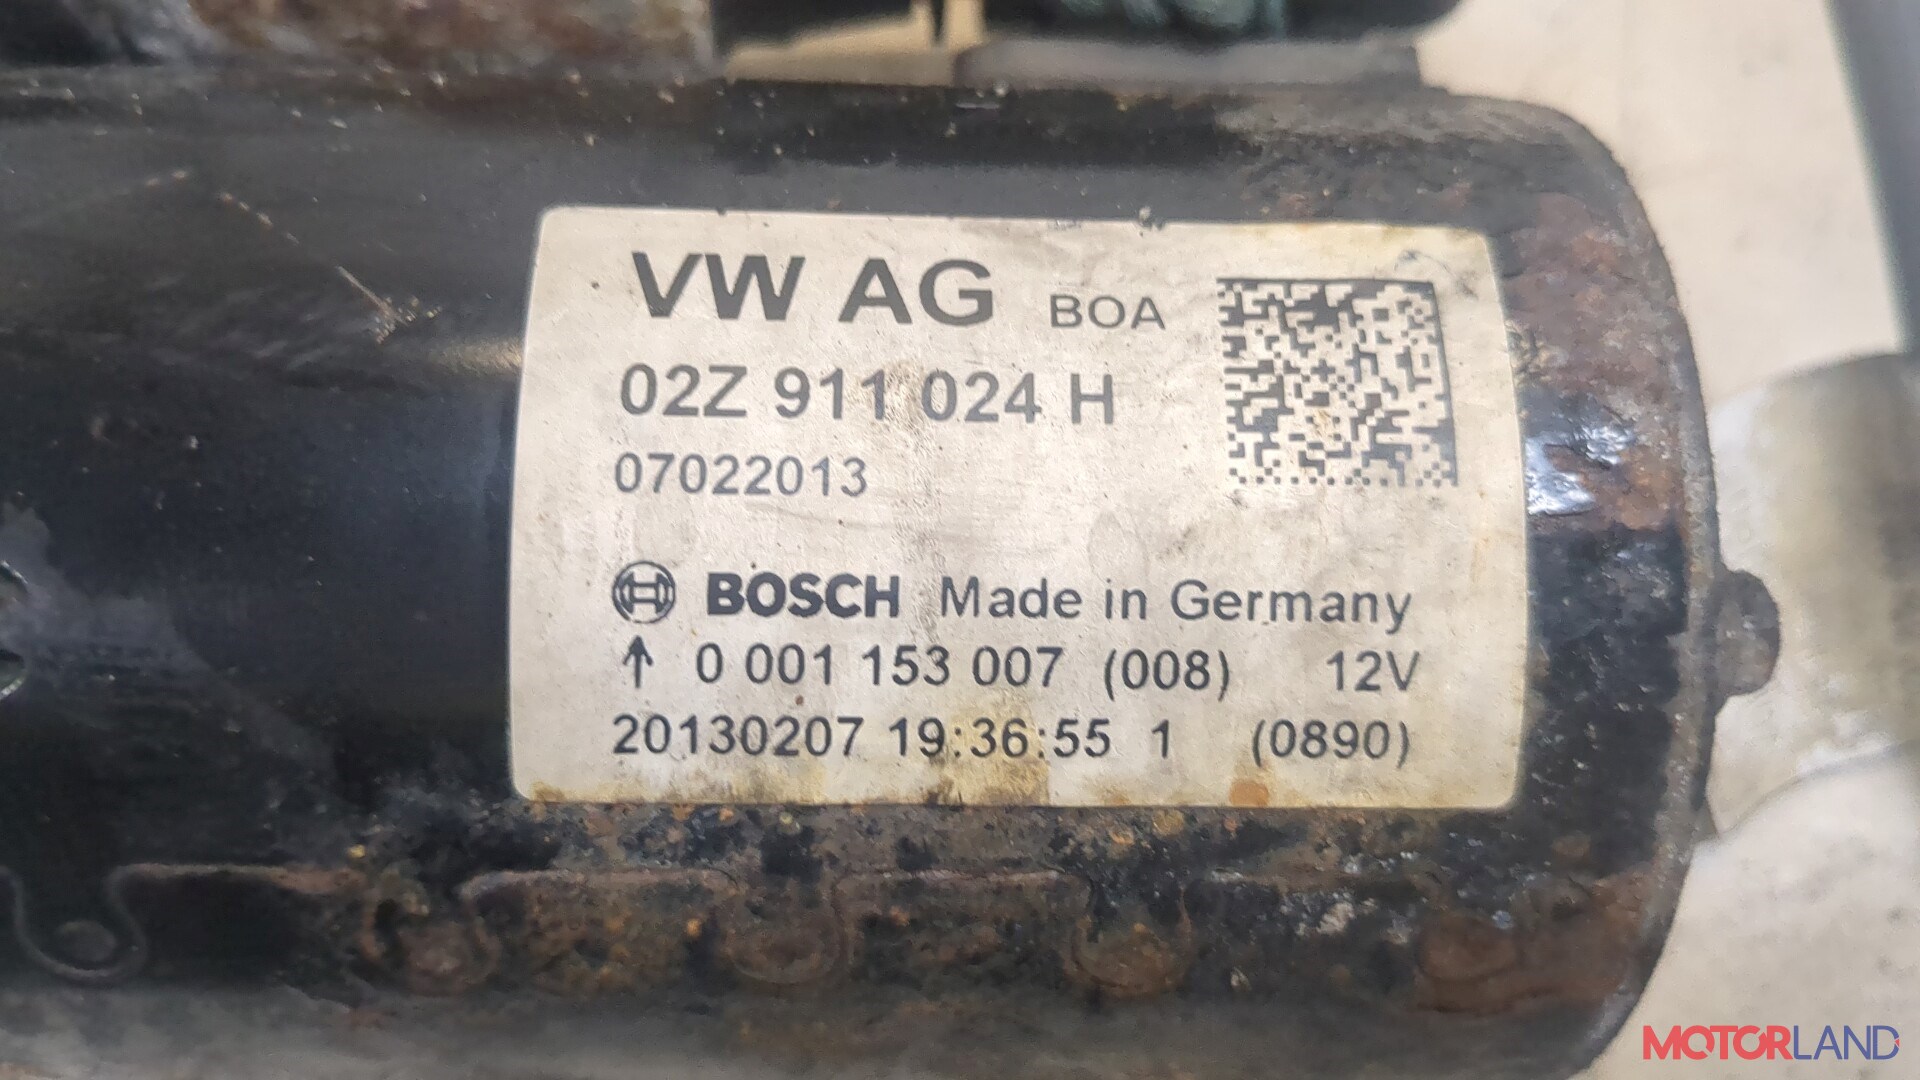 VW AG BOA
02Z 911 024 H
07022013
BOSCH Made in Germany
↑ 0 001 153 007 (008) 12V
20130207 19:36:55 1 (0890)
MOTORLAND